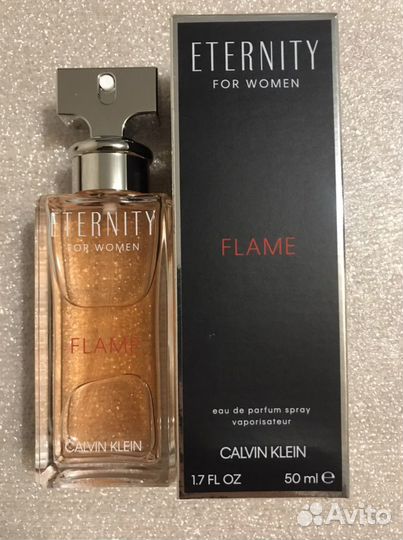 ETERNITY
FOR WOMEN
FLAME
CALVIN KLEIN
ETERNITY
FOR WOMEN
FLAME
eau de parfum spray
vaporisateur
CALVIN KLEIN
1.7 FL OZ 50 ml ℮
Avito